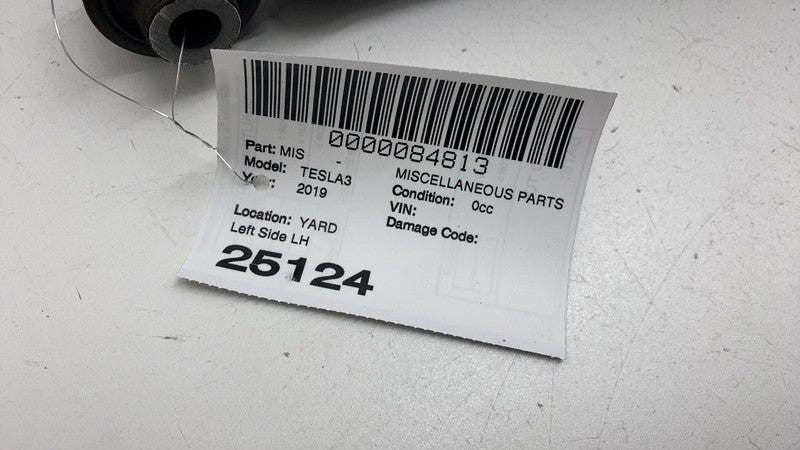 0000084813
Part: MIS - MISCELLANEOUS PARTS
Model: TESLA3 Condition: 0cc
2019 VIN:
Damage Code:
Location: YARD
Left Side LH
25124